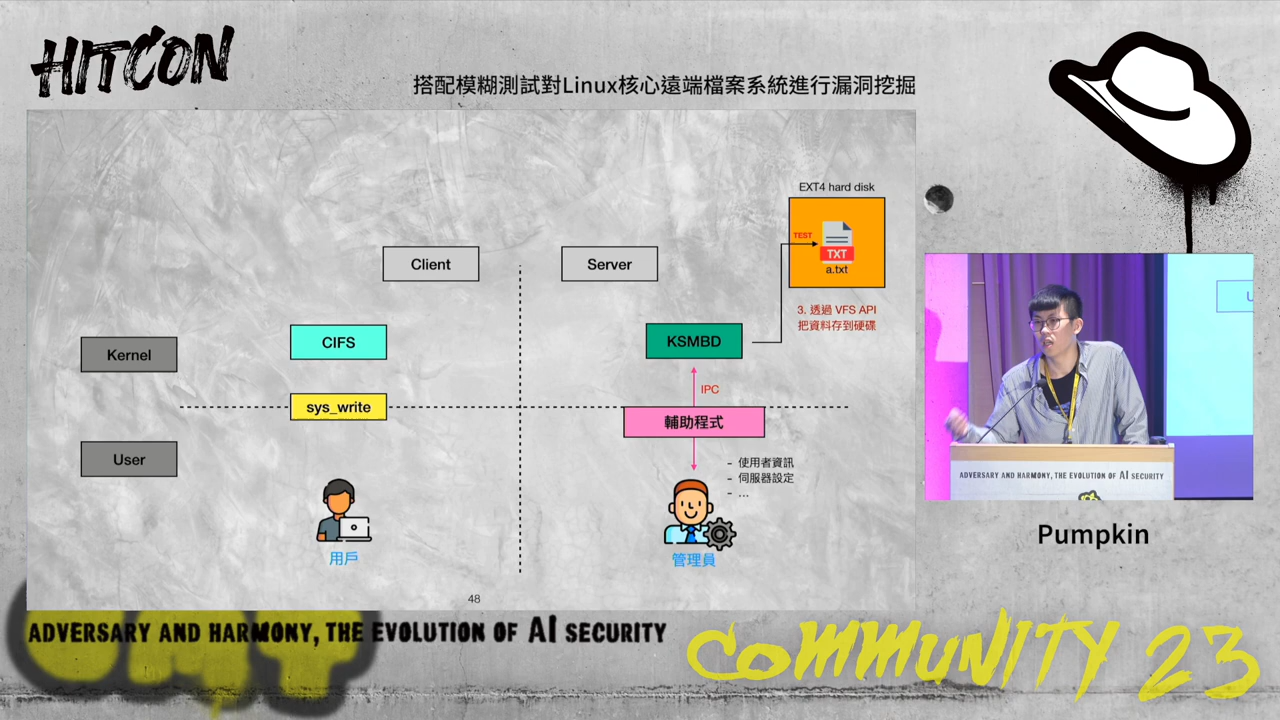 HITCON
搭配模糊測試對Linux核心遠端檔案系統進行漏洞挖掘
EXT4 hard disk
TEST
TXT
a.txt
Client
Server
3. 透過 VFS API
把資料存到硬碟
Kernel
CIFS
KSMBD
IPC
sys_write
輔助程式
User
- 使用者資訊
- 伺服器設定
- ...
用戶
管理員
48
ADVERSARY AND HARMONY, THE EVOLUTION OF AI SECURITY
Pumpkin
ADVERSARY AND HARMONY, THE EVOLUTION OF AI SECURITY
COMMUNITY 23